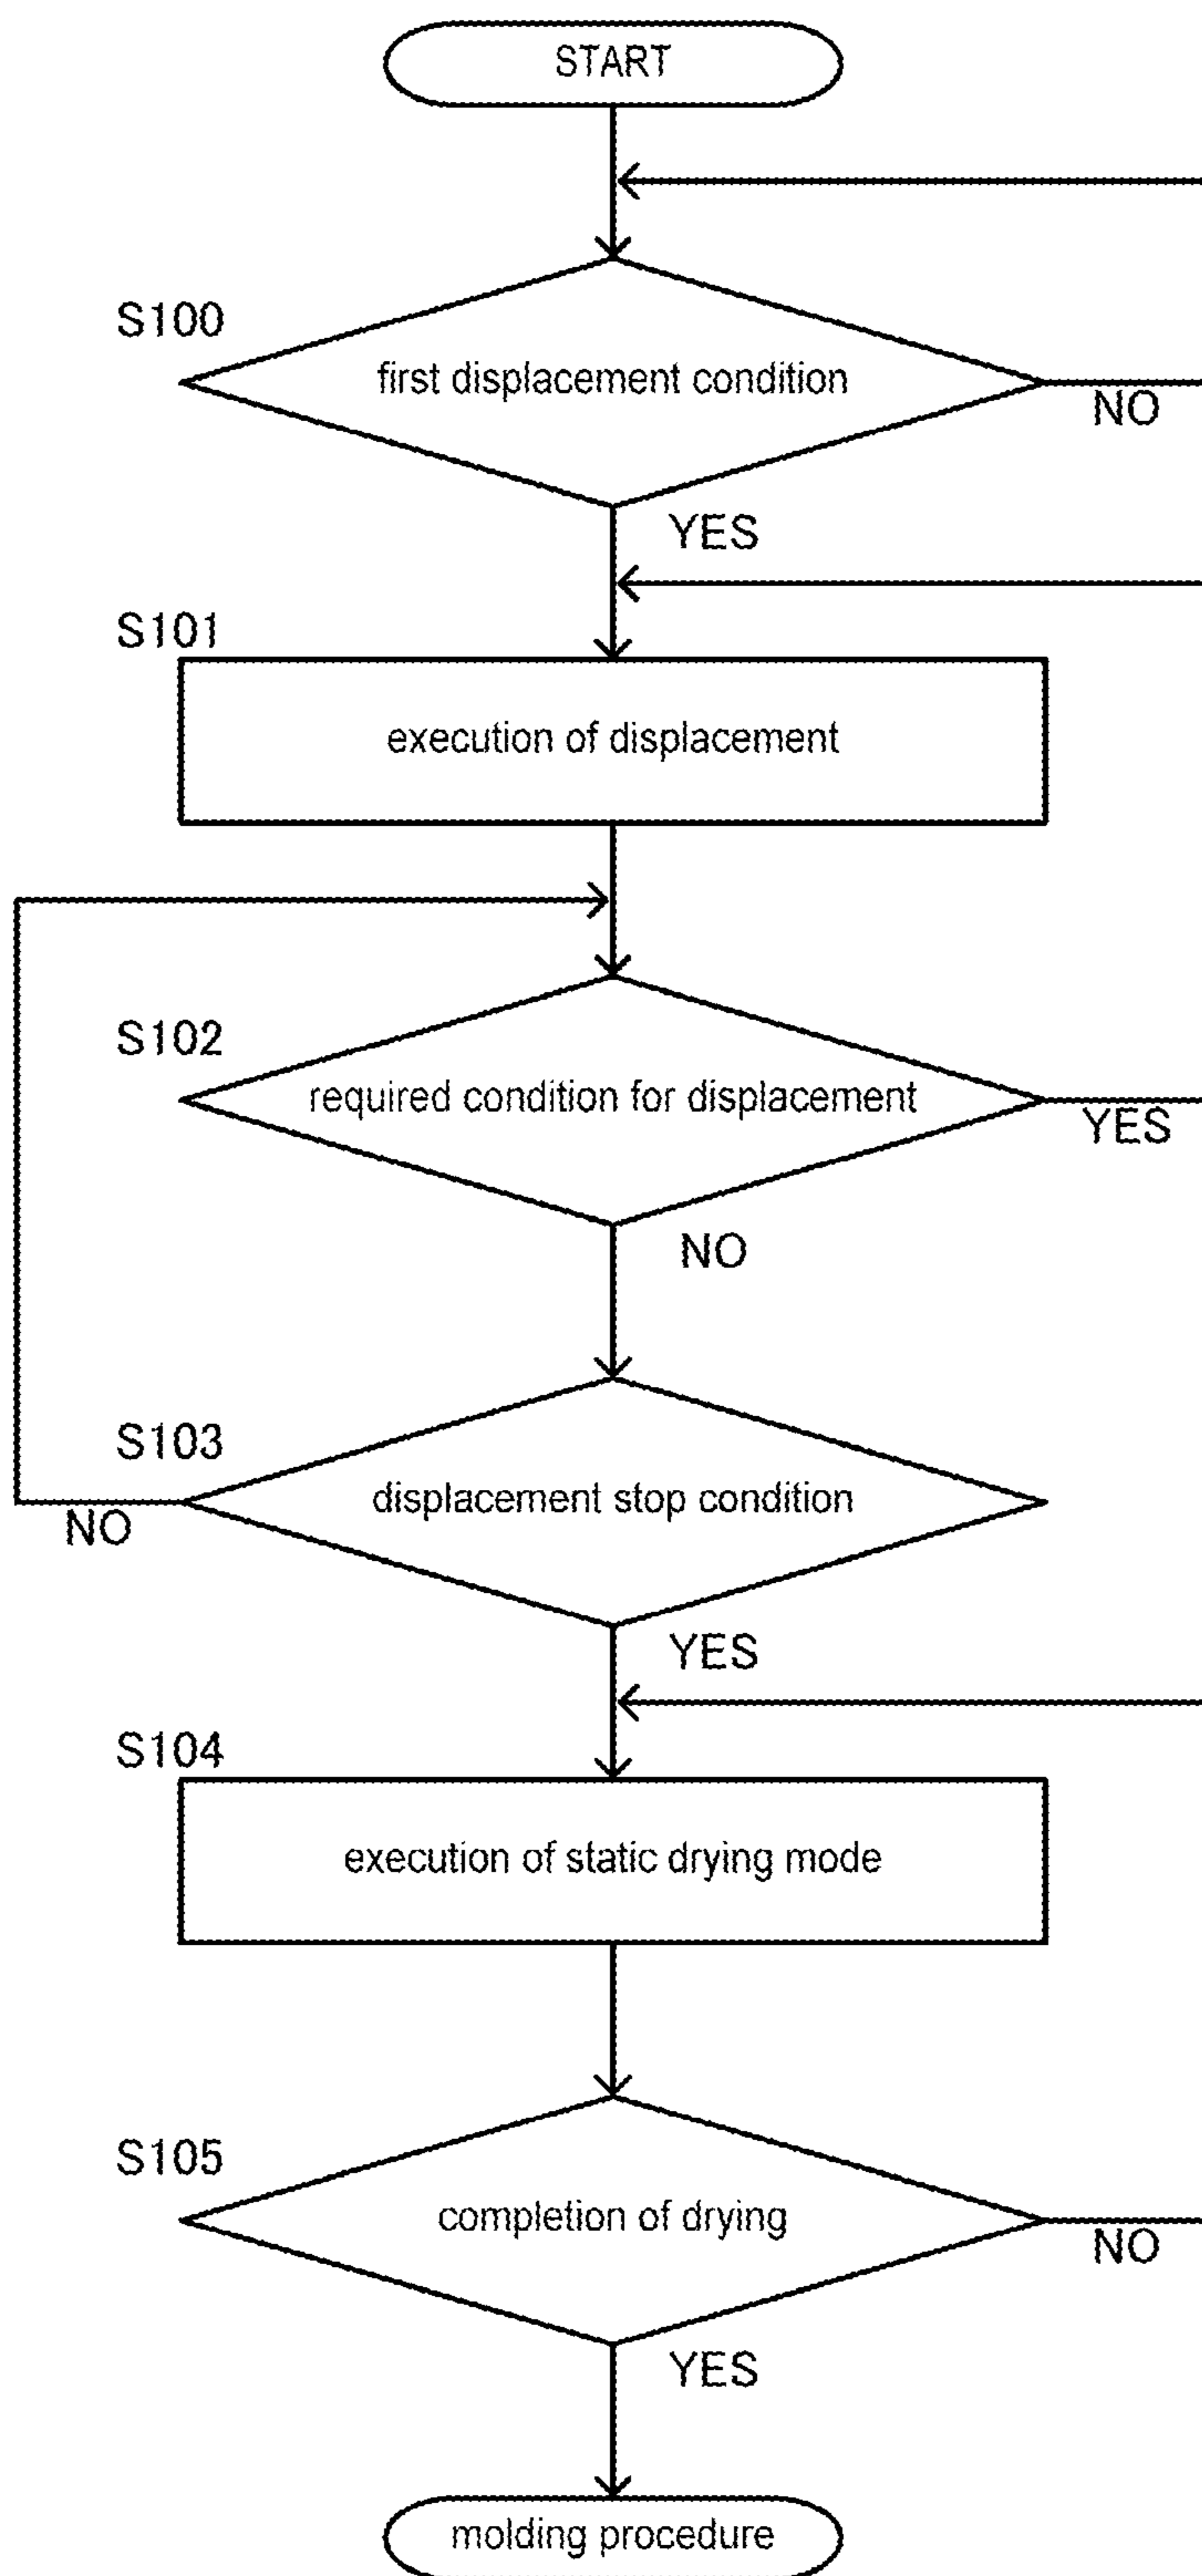 START
S100
first displacement condition
NO
YES
S101
execution of displacement
S102
required condition for displacement
YES
NO
S103
displacement stop condition
NO
YES
S104
execution of static drying mode
S105
completion of drying
NO
YES
molding procedure